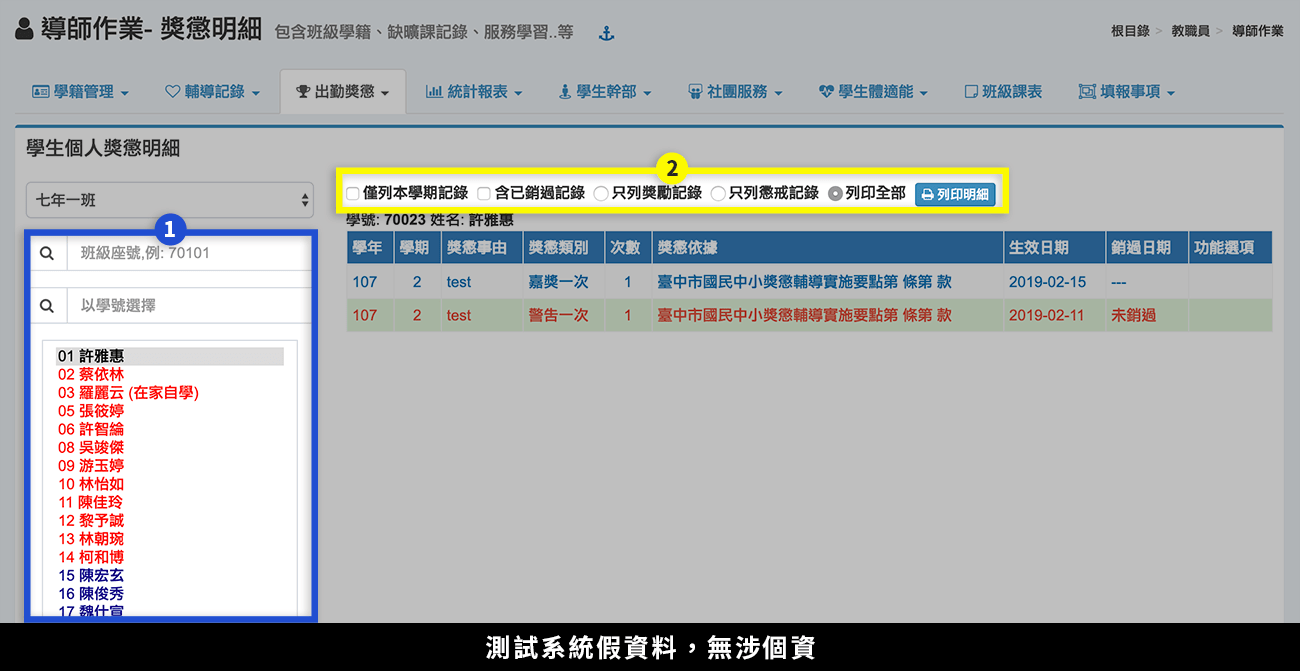 導師作業- 獎懲明細 包含班級學籍、缺曠課記錄、服務學習..等
根目錄 > 教職員 > 導師作業
學籍管理 輔導記錄 出勤獎懲 統計報表 學生幹部 社團服務 學生體適能 班級課表 填報事項
學生個人獎懲明細
七年一班
1
班級座號,例: 70101
以學號選擇
01 許雅惠
02 蔡依林
03 羅麗云 (在家自學)
05 張筱婷
06 許智綸
08 吳竣傑
09 游玉婷
10 林怡如
11 陳佳玲
12 黎予誠
13 林朝琬
14 柯和博
15 陳宏玄
16 陳俊秀
17 魏仕宣
2
僅列本學期記錄 含已銷過記錄 只列獎勵記錄 只列懲戒記錄 列印全部 列印明細
學號: 70023 姓名: 許雅惠
學年 學期 獎懲事由 獎懲類別 次數 獎懲依據 生效日期 銷過日期 功能選項
107 2 test 嘉獎一次 1 臺中市國民中小獎懲輔導實施要點第 條第 款 2019-02-15 ---
107 2 test 警告一次 1 臺中市國民中小獎懲輔導實施要點第 條第 款 2019-02-11 未銷過
測試系統假資料，無涉個資